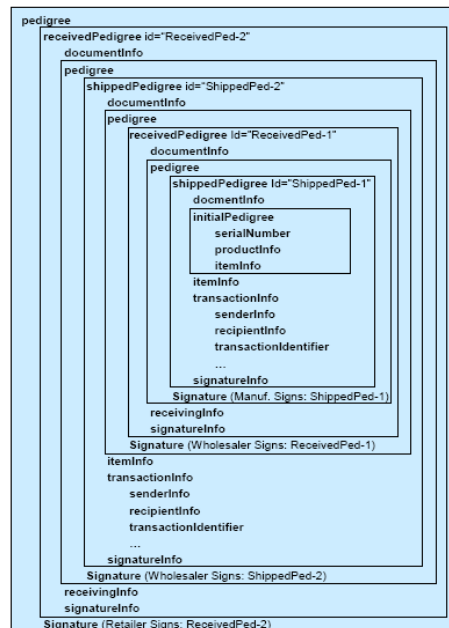 pedigree
receivedPedigree id="ReceivedPed-2"
documentInfo
pedigree
shippedPedigree id="ShippedPed-2"
documentInfo
pedigree
receivedPedigree Id="ReceivedPed-1"
documentInfo
pedigree
shippedPedigree Id="ShippedPed-1"
docmentInfo
initialPedigree
serialNumber
productInfo
itemInfo
itemInfo
transactionInfo
senderInfo
recipientInfo
transactionIdentifier
...
signatureInfo
Signature (Manuf. Signs: ShippedPed-1)
receivingInfo
signatureInfo
Signature (Wholesaler Signs: ReceivedPed-1)
itemInfo
transactionInfo
senderInfo
recipientInfo
transactionIdentifier
...
signatureInfo
Signature (Wholesaler Signs: ShippedPed-2)
receivingInfo
signatureInfo
Signature (Retailer Signs: ReceivedPed-2)